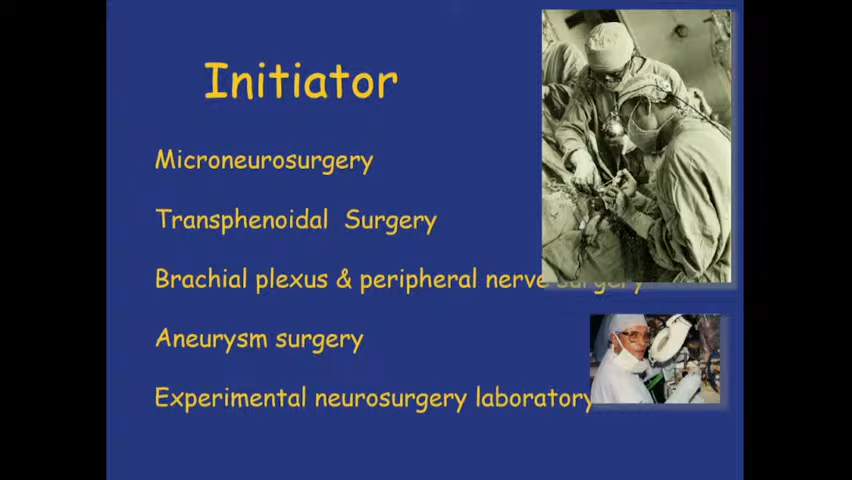 Initiator
Microneurosurgery
Transphenoidal Surgery
Brachial plexus & peripheral nerve surgery
Aneurysm surgery
Experimental neurosurgery laboratory